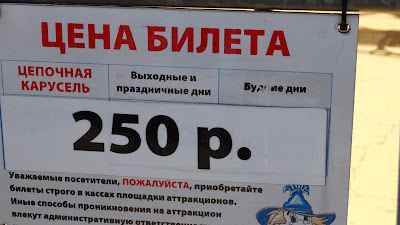 ЦЕНА БИЛЕТА
ЦЕПОЧНАЯ КАРУСЕЛЬ
Выходные и праздничные дни
Будние дни
250 р.
Уважаемые посетители, ПОЖАЛУЙСТА, приобретайте
билеты строго в кассах площадки аттракционов.
Иные способы проникновения на аттракцион
влекут административную